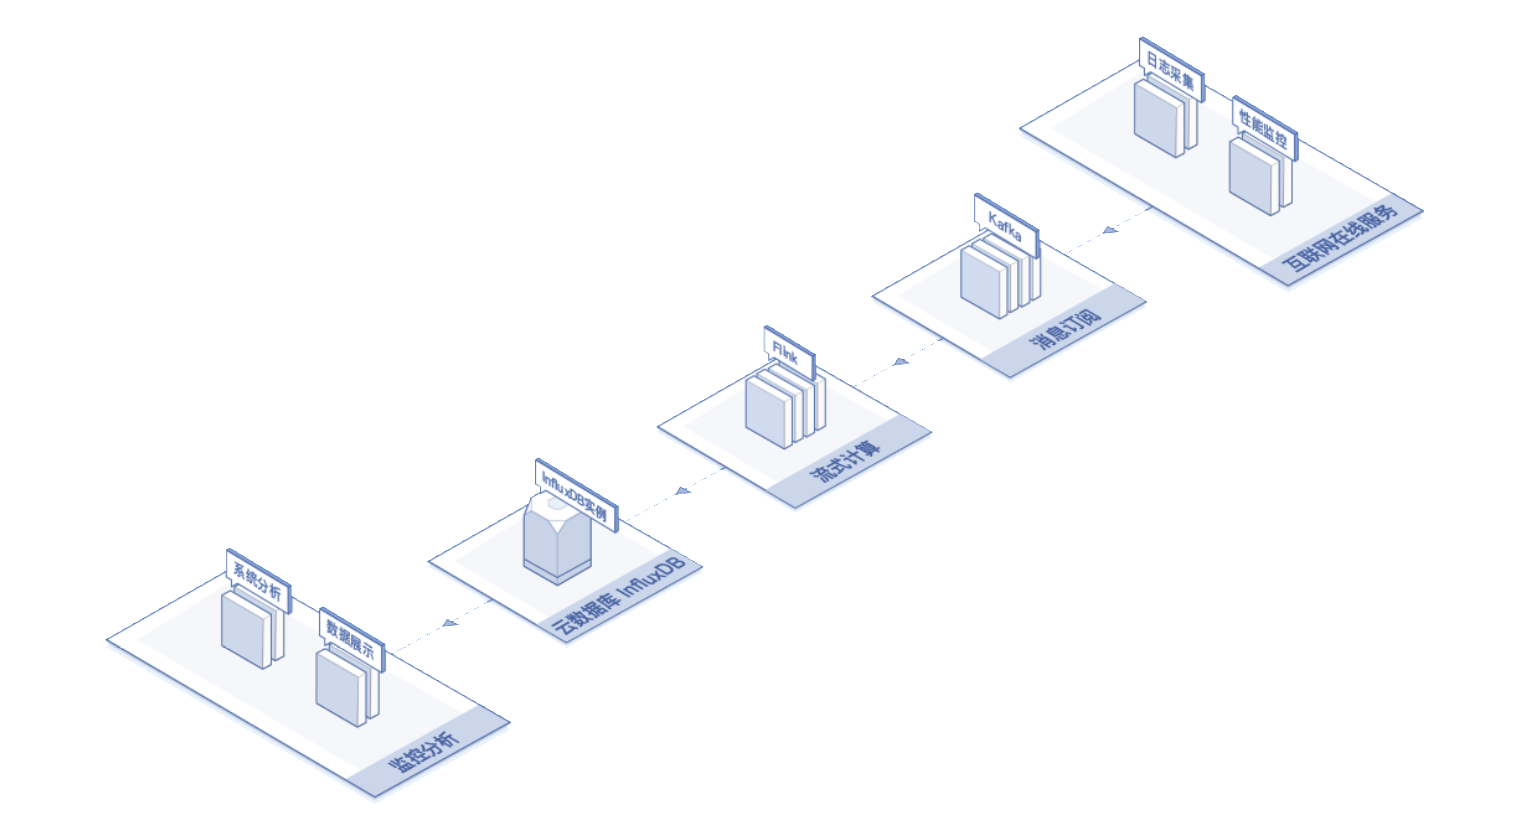 日志采集
性能监控
互联网在线服务
Kafka
消息订阅
Flink
流式计算
InfluxDB实例
云数据库 InfluxDB
系统分析
数据展示
监控分析